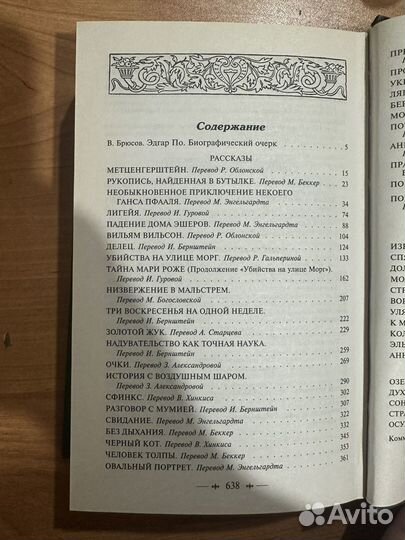 Содержание
В. Брюсов. Эдгар По. Биографический очерк 5
РАССКАЗЫ
МЕТЦЕНГЕРШТЕЙН. Перевод Р. Облонской 15
РУКОПИСЬ, НАЙДЕННАЯ В БУТЫЛКЕ. Перевод М. Беккер 23
НЕОБЫКНОВЕННОЕ ПРИКЛЮЧЕНИЕ НЕКОЕГО
ГАНСА ПФААЛЯ. Перевод М. Энгельгардта 34
ЛИГЕЙЯ. Перевод И. Гуровой 74
ПАДЕНИЕ ДОМА ЭШЕРОВ. Перевод М. Энгельгардта 88
ВИЛЬЯМ ВИЛЬСОН. Перевод Р. Облонской 104
ДЕЛЕЦ. Перевод И. Бернштейн 124
УБИЙСТВА НА УЛИЦЕ МОРГ. Перевод Р. Гальпериной 133
ТАЙНА МАРИ РОЖЕ (Продолжение «Убийства на улице Морг»).
Перевод И. Гуровой 162
НИЗВЕРЖЕНИЕ В МАЛЬСТРЕМ.
Перевод М. Богословской 207
ТРИ ВОСКРЕСЕНЬЯ НА ОДНОЙ НЕДЕЛЕ.
Перевод И. Бернштейн 222
ЗОЛОТОЙ ЖУК. Перевод А. Старцева 229
НАДУВАТЕЛЬСТВО КАК ТОЧНАЯ НАУКА.
Перевод И. Бернштейн 259
ОЧКИ. Перевод З. Александровой 269
ИСТОРИЯ С ВОЗДУШНЫМ ШАРОМ.
Перевод З. Александровой 290
СФИНКС. Перевод В. Хинкиса 302
РАЗГОВОР С МУМИЕЙ. Перевод И. Бернштейн 307
СВИДАНИЕ. Перевод М. Энгельгардта 332
БЕЗ ДЫХАНИЯ. Перевод М. Беккер 345
ЧЕРНЫЙ КОТ. Перевод В. Хинкиса 353
ЧЕЛОВЕК ТОЛПЫ. Перевод М. Беккер 361
ОВАЛЬНЫЙ ПОРТРЕТ. Перевод М. Энгельгардта
638
Avito